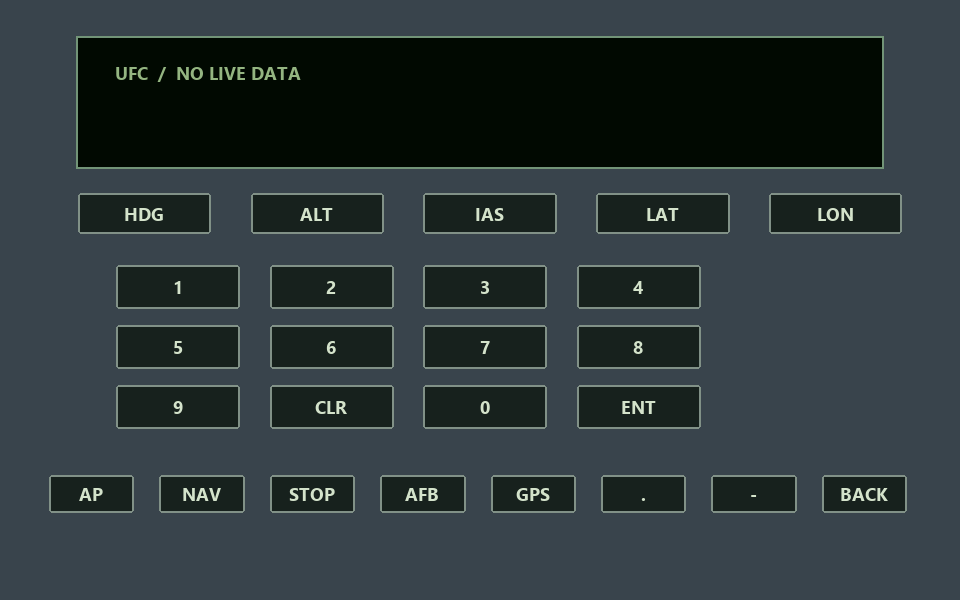 UFC / NO LIVE DATA
HDG ALT IAS LAT LON
1 2 3 4
5 6 7 8
9 CLR 0 ENT
AP NAV STOP AFB GPS . - BACK